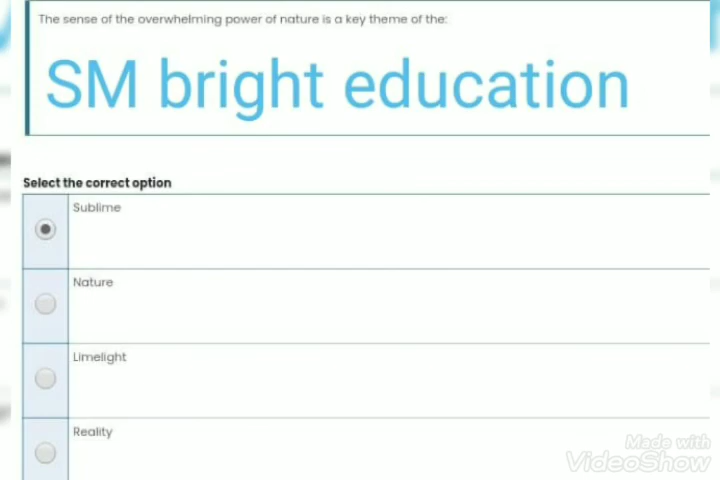 The sense of the overwhelming power of nature is a key theme of the:
SM bright education
Select the correct option
Sublime
Nature
Limelight
Reality
Made with
VideoShow